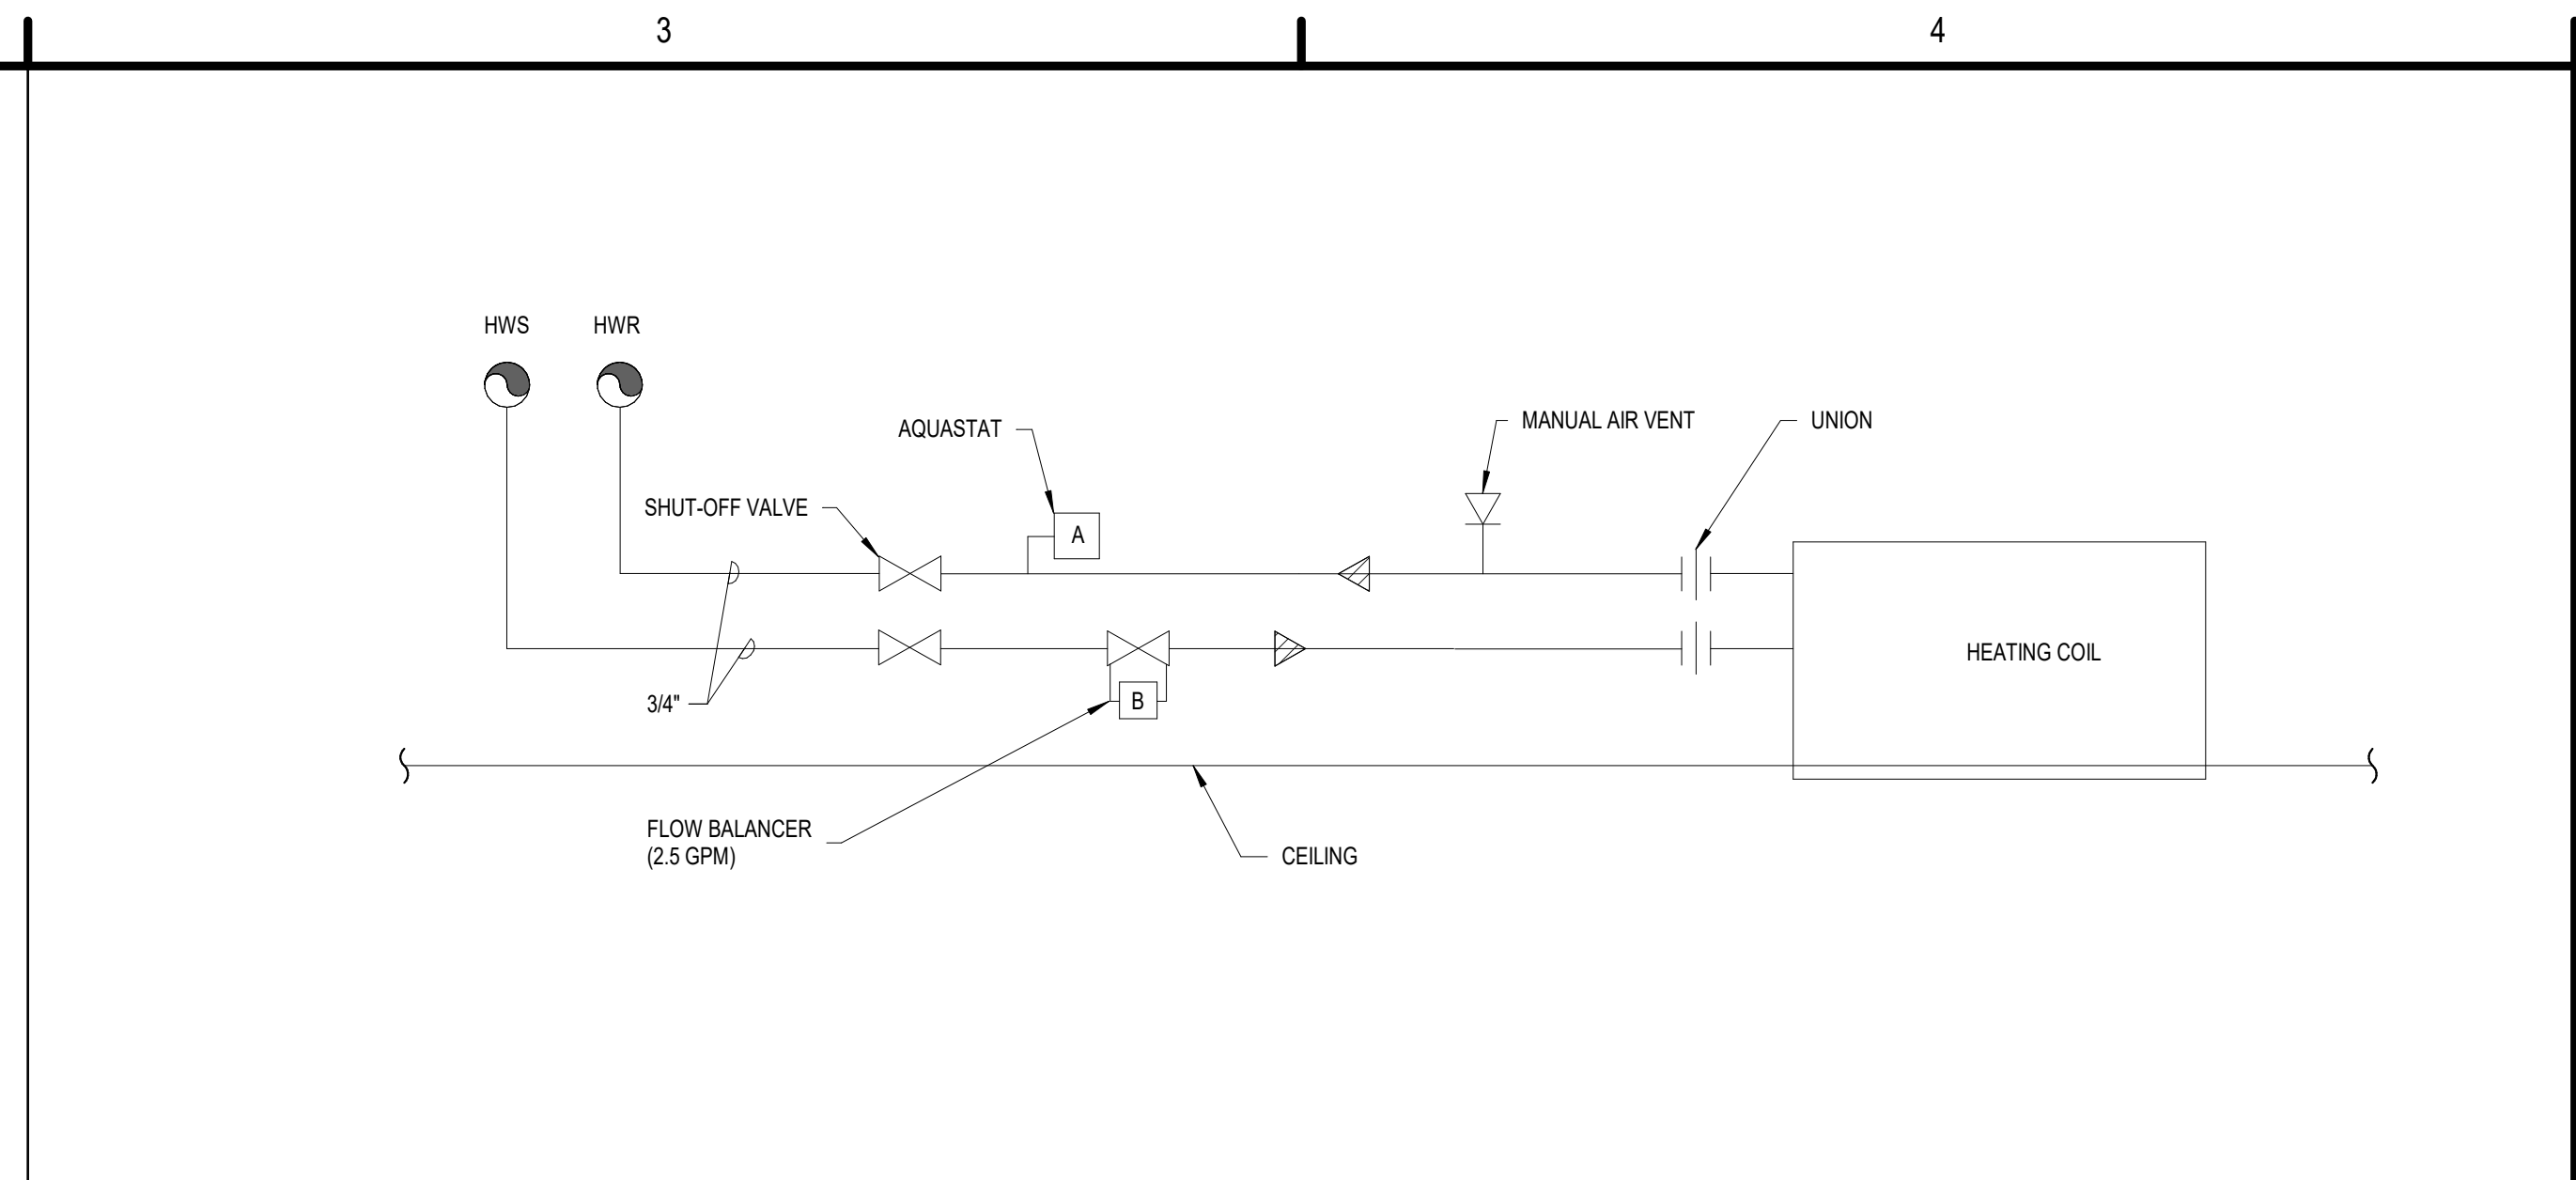 3
4
HWS
HWR
AQUASTAT
MANUAL AIR VENT
UNION
SHUT-OFF VALVE
A
HEATING COIL
3/4"
B
FLOW BALANCER
(2.5 GPM)
CEILING